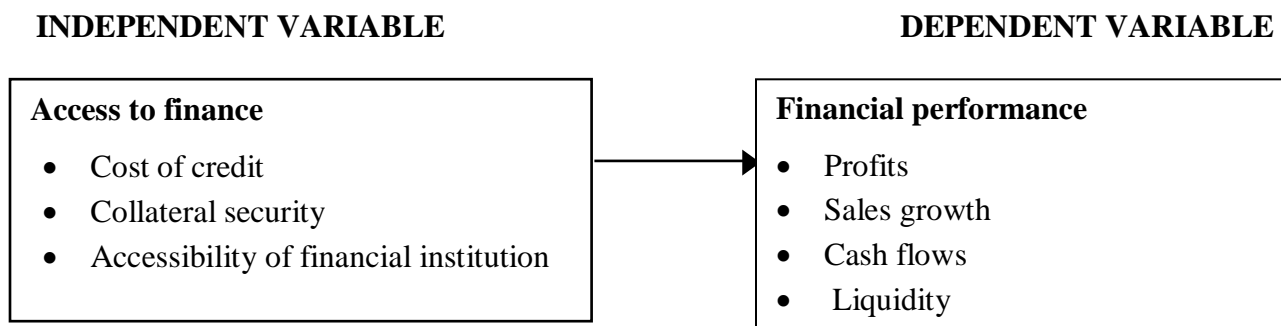 INDEPENDENT VARIABLE
DEPENDENT VARIABLE
Access to finance
• Cost of credit
• Collateral security
• Accessibility of financial institution
Financial performance
• Profits
• Sales growth
• Cash flows
• Liquidity